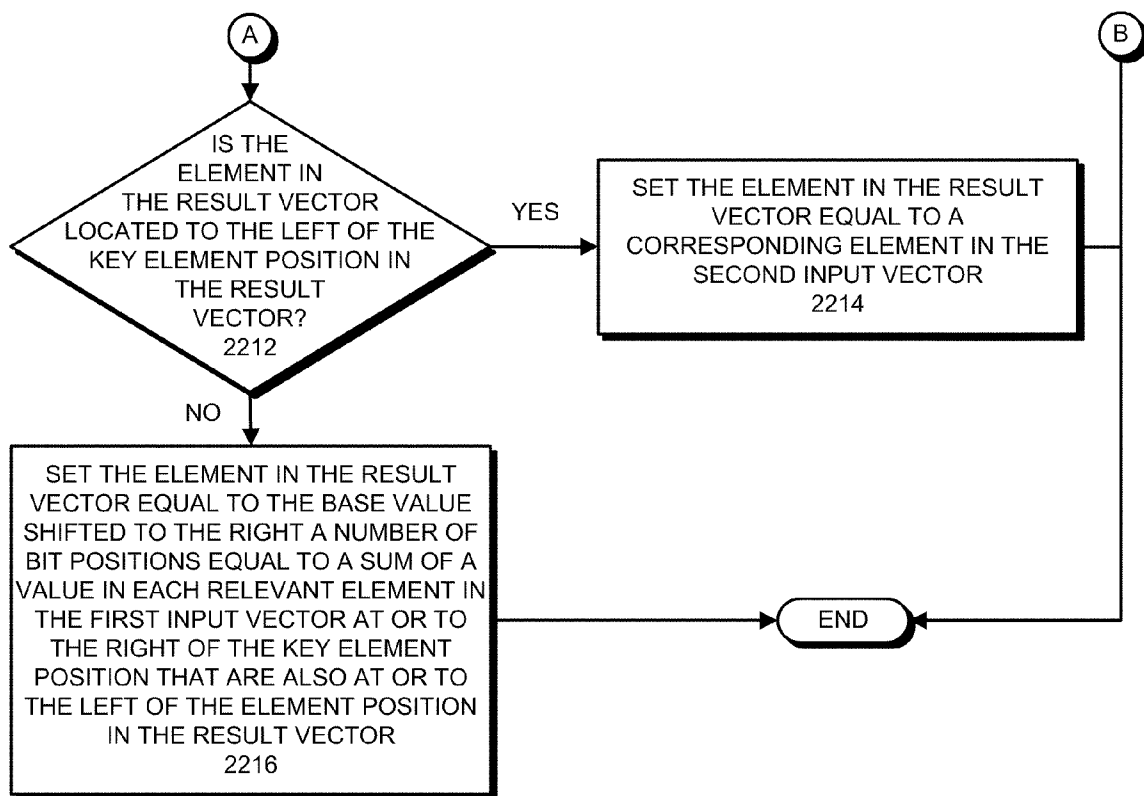 A
B
IS THE
ELEMENT IN
THE RESULT VECTOR
LOCATED TO THE LEFT OF THE
KEY ELEMENT POSITION IN
THE RESULT
VECTOR?
2212
YES
SET THE ELEMENT IN THE RESULT
VECTOR EQUAL TO A
CORRESPONDING ELEMENT IN THE
SECOND INPUT VECTOR
2214
NO
SET THE ELEMENT IN THE RESULT
VECTOR EQUAL TO THE BASE VALUE
SHIFTED TO THE RIGHT A NUMBER OF
BIT POSITIONS EQUAL TO A SUM OF A
VALUE IN EACH RELEVANT ELEMENT IN
THE FIRST INPUT VECTOR AT OR TO
THE RIGHT OF THE KEY ELEMENT
POSITION THAT ARE ALSO AT OR TO
THE LEFT OF THE ELEMENT POSITION
IN THE RESULT VECTOR
2216
END